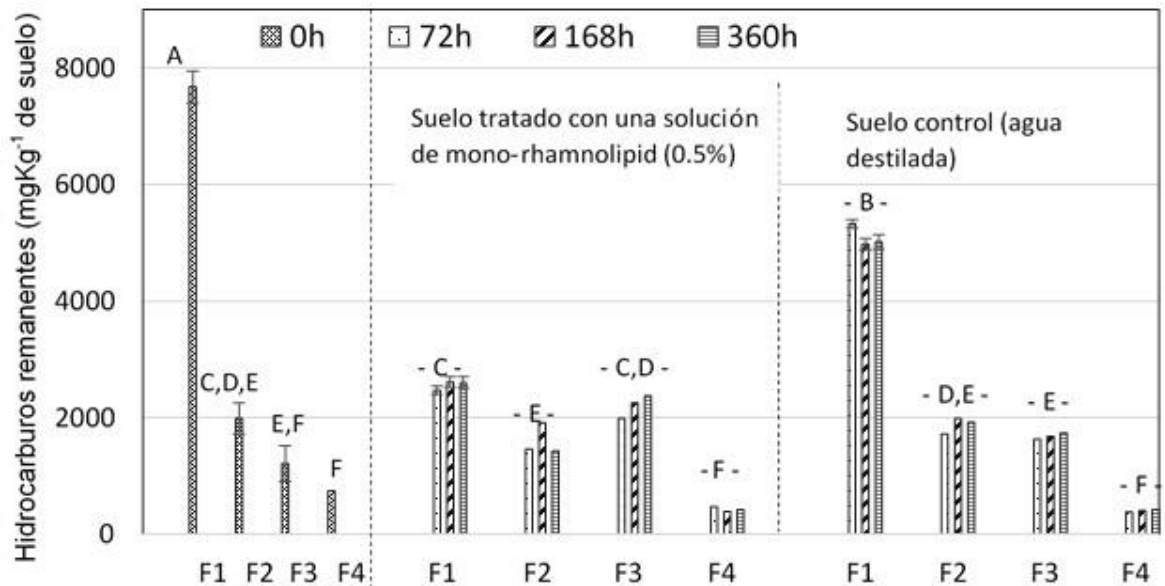 Hidrocarburos remanentes (mgKg⁻¹ de suelo)
8000
6000
4000
2000
0
0h 72h 168h 360h
A
C,D,E
E,F
F
Suelo tratado con una solución
de mono-rhamnolipid (0.5%)
- C -
- E -
- C,D -
- F -
Suelo control (agua
destilada)
- B -
- D,E -
- E -
- F -
F1 F2 F3 F4 F1 F2 F3 F4 F1 F2 F3 F4